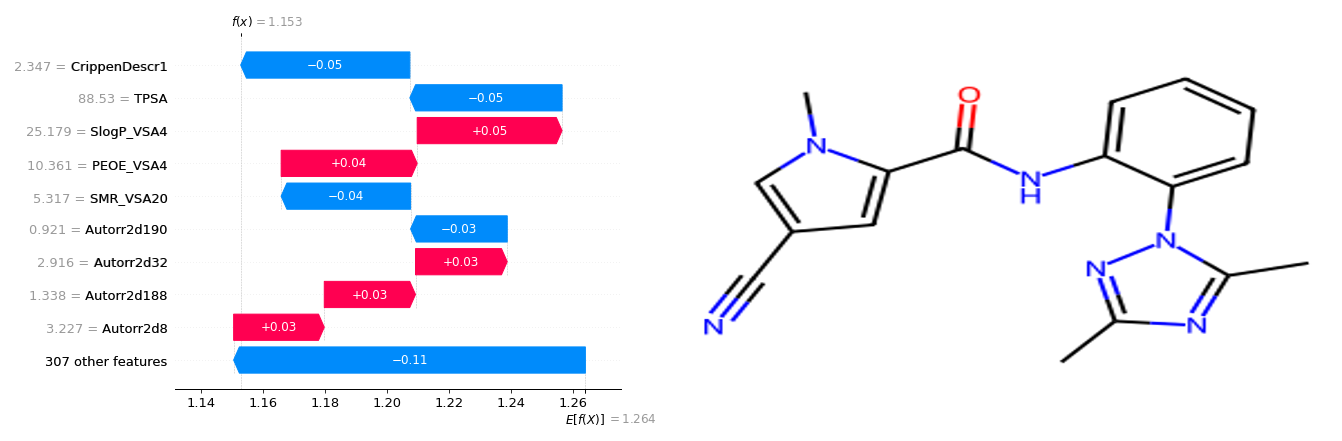 f(x) = 1.153
2.347 = CrippenDescr1 −0.05
88.53 = TPSA −0.05
25.179 = SlogP_VSA4 +0.05
10.361 = PEOE_VSA4 +0.04
5.317 = SMR_VSA20 −0.04
0.921 = Autorr2d190 −0.03
2.916 = Autorr2d32 +0.03
1.338 = Autorr2d188 +0.03
3.227 = Autorr2d8 +0.03
307 other features −0.11
1.14 1.16 1.18 1.20 1.22 1.24 1.26
E[f(X)] = 1.264
O
N
N
H
N
N
N
N